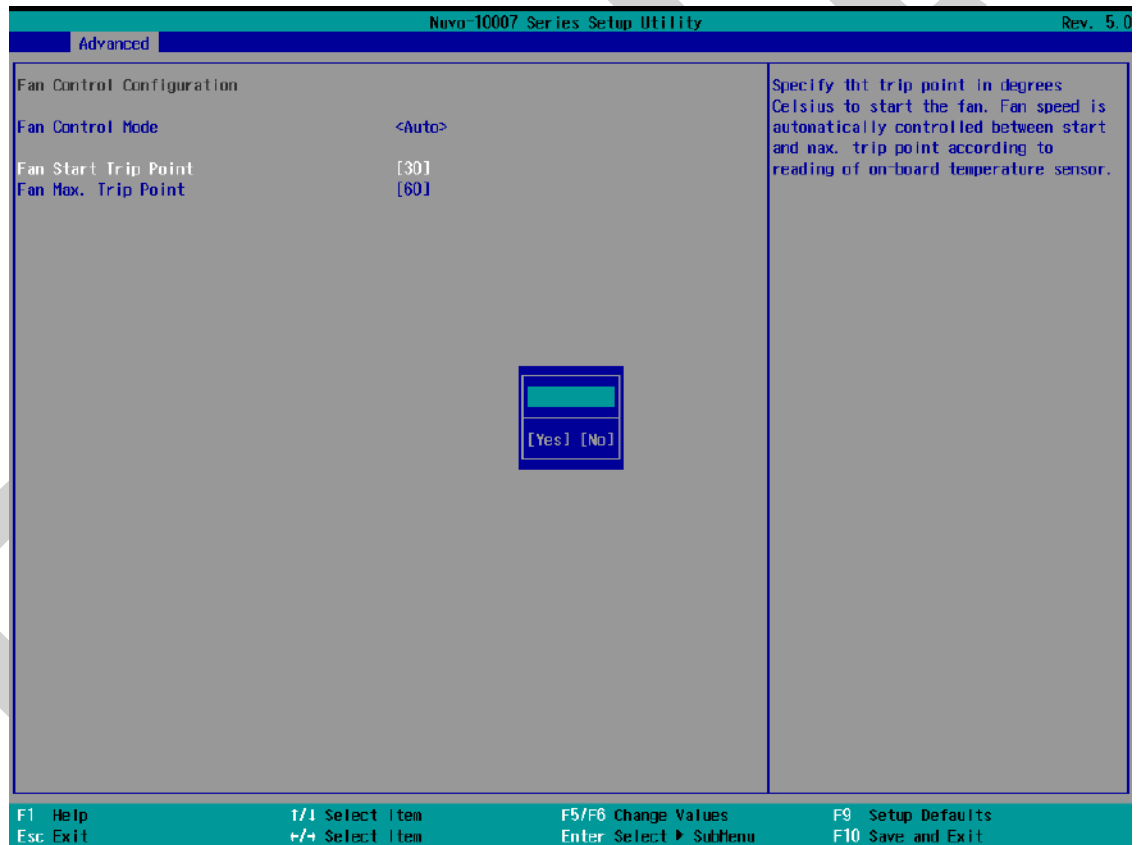 Nuvo-10007 Series Setup Utility Rev. 5.0
Advanced
Fan Control Configuration
Fan Control Mode <Auto>
Fan Start Trip Point [30]
Fan Max. Trip Point [60]
Specify tht trip point in degrees
Celsius to start the fan. Fan speed is
automatically controlled between start
and max. trip point according to
reading of on-board temperature sensor.
[Yes] [No]
F1 Help ↑/↓ Select Item F5/F6 Change Values F9 Setup Defaults
Esc Exit ←/→ Select Item Enter Select ▶ SubMenu F10 Save and Exit